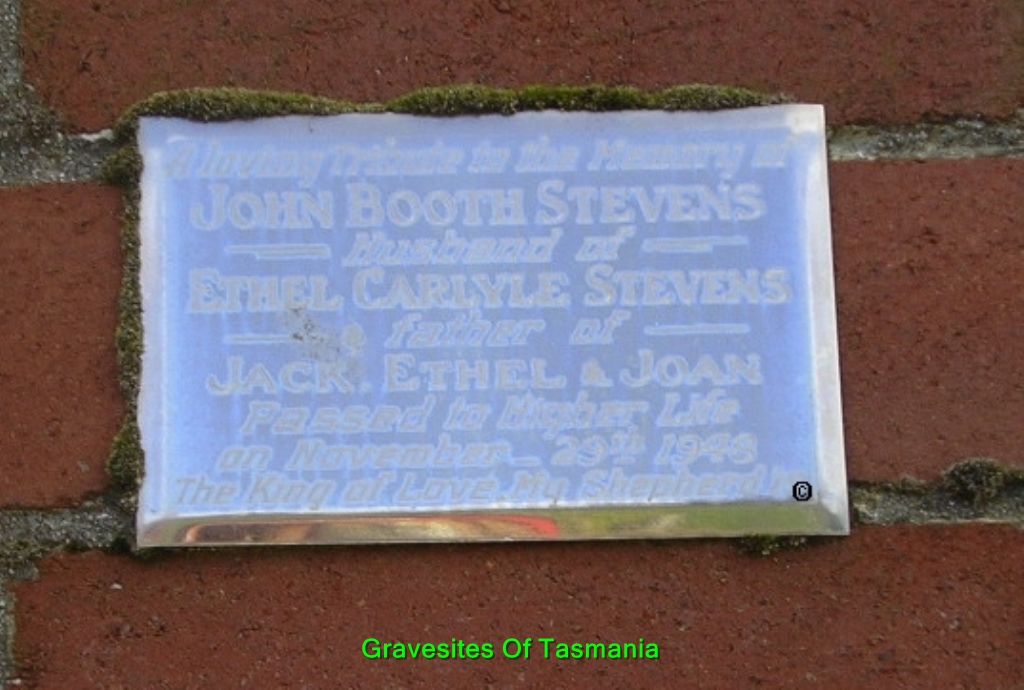 A loving Tribute to the Memory of
JOHN BOOTH STEVENS
Husband of
ETHEL CARLYLE STEVENS
father of
JACK, ETHEL & JOAN
Passed to Higher Life
on November 29th 1948
The King of Love, My Shepherd Is
©
Gravesites Of Tasmania